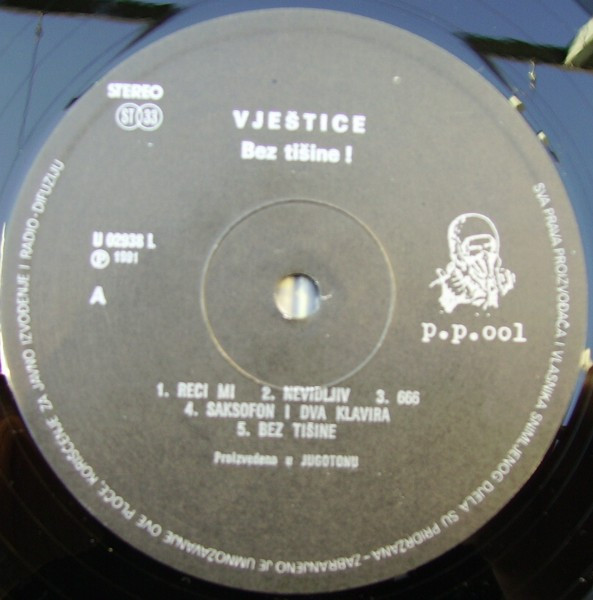 STEREO
ST 33
VJEŠTICE
Bez tišine !
U 02938 L
Ⓟ 1991
A
p.p.001
1. RECI MI 2. NEVIDLJIV 3. 666
4. SAKSOFON I DVA KLAVIRA
5. BEZ TIŠINE
Proizvedeno u JUGOTONU
SVA PRAVA PROIZVOĐAČA I VLASNIKA SNIMLJENOG DJELA SU PRIDRŽANA - ZABRANJENO JE UMNOŽAVANJE OVE PLOČE, KORIŠĆENJE ZA JAVNO IZVOĐENJE I RADIO-DIFUZIJU